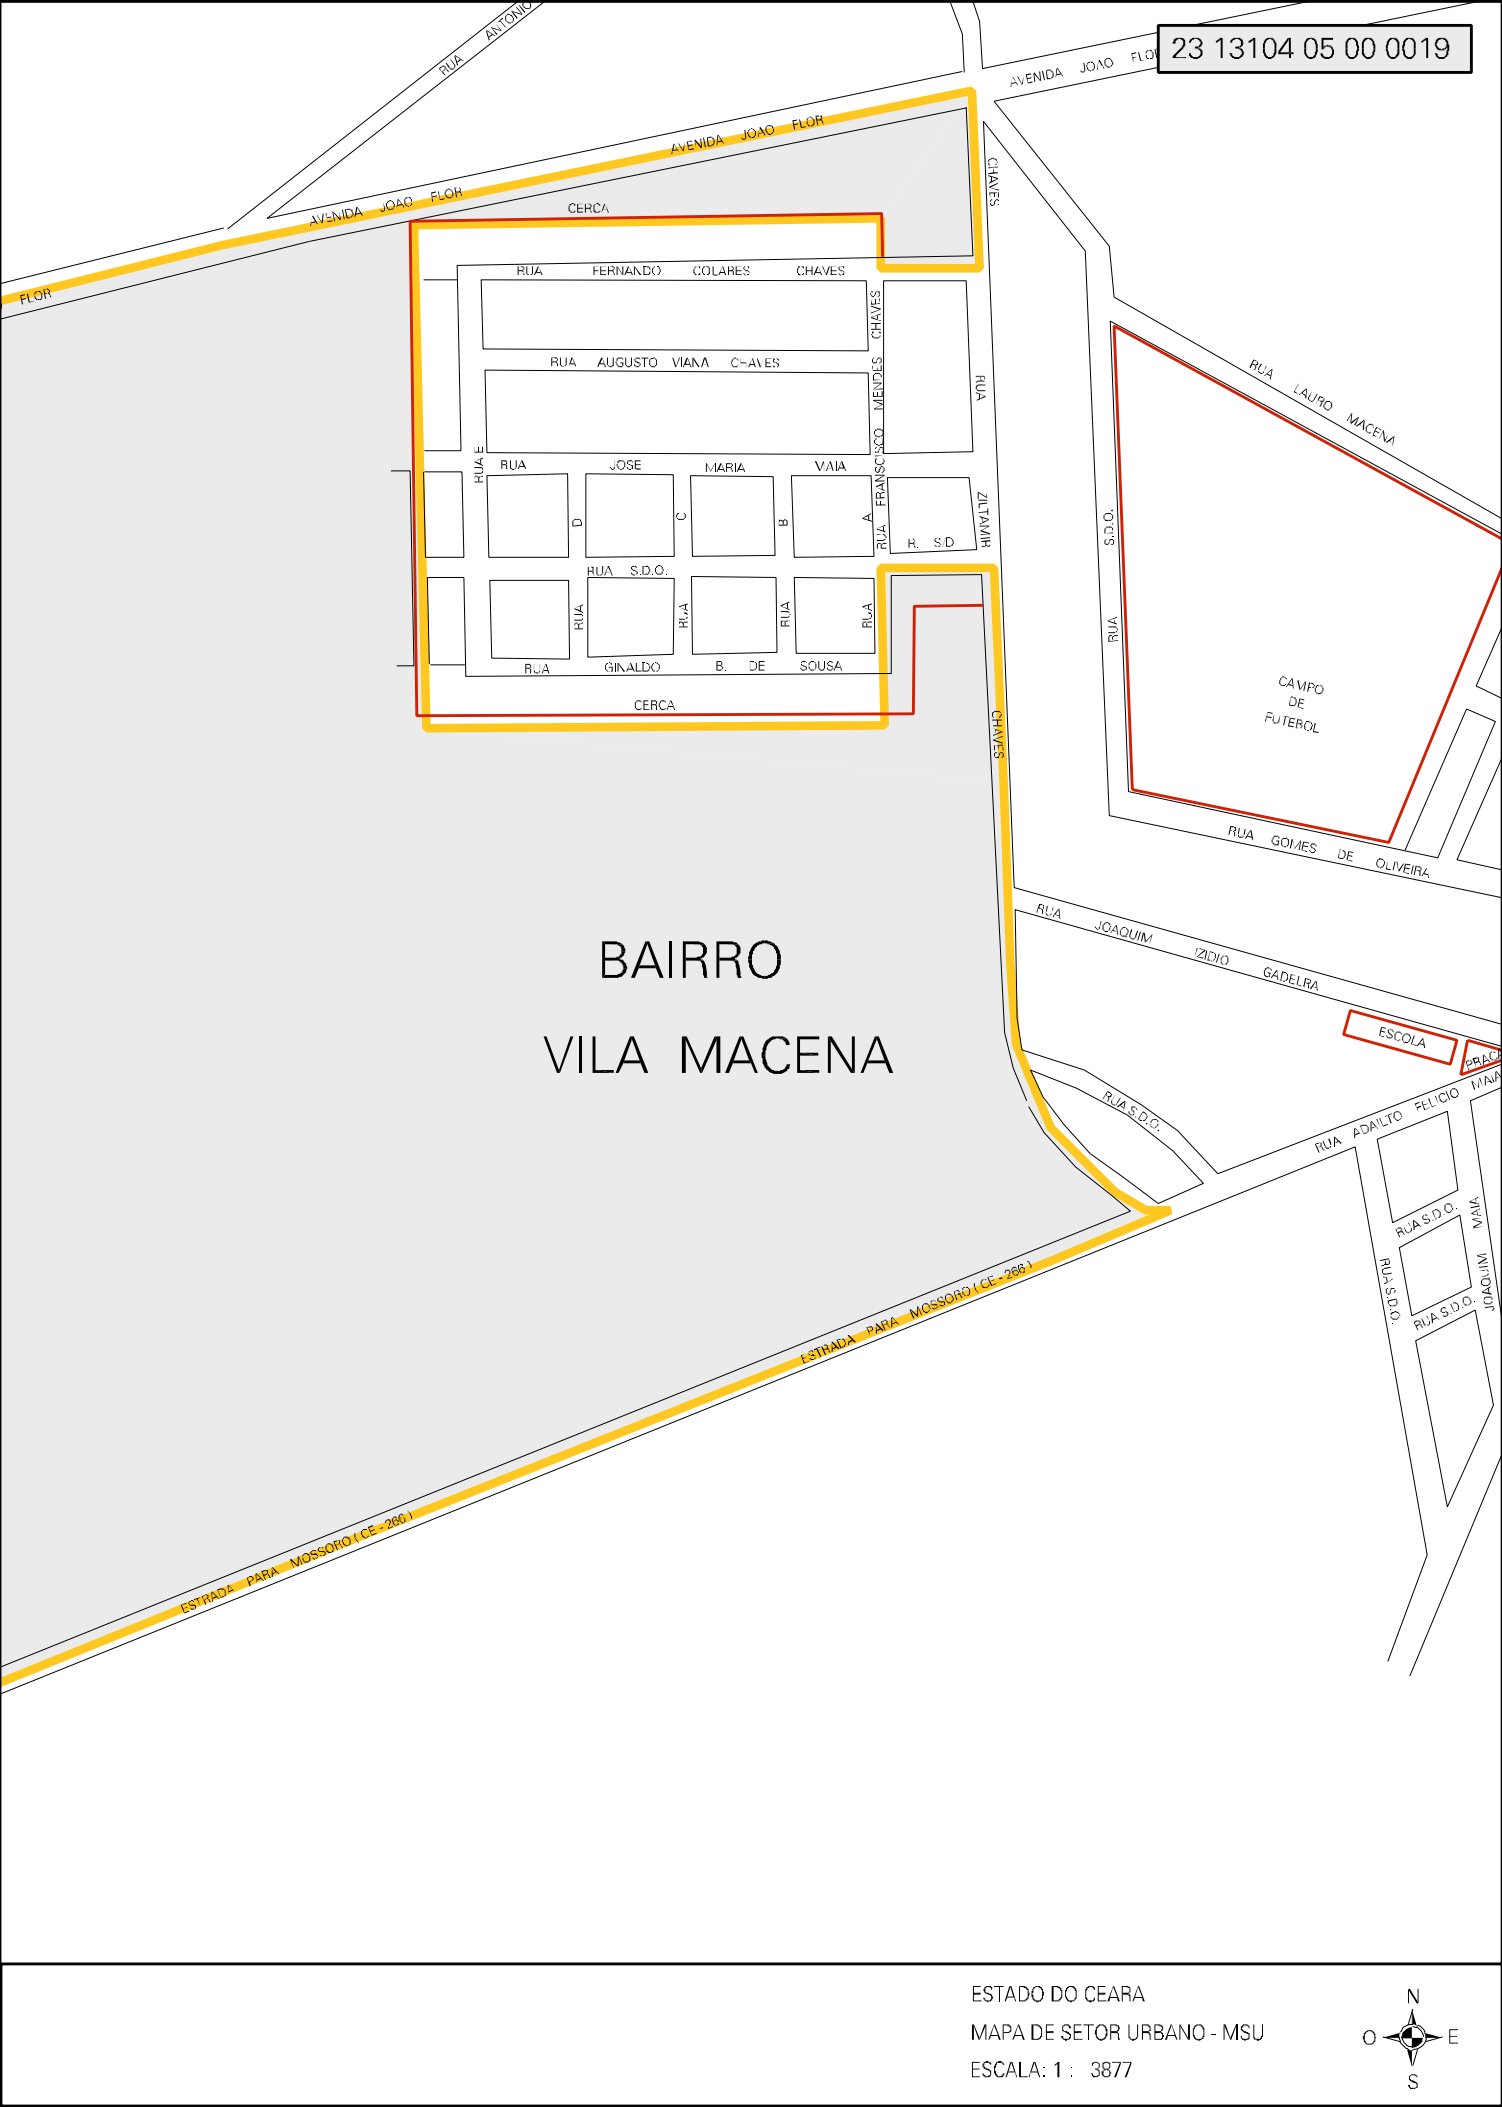 RUA ANTONIO
23 13104 05 00 0019
AVENIDA JOAO FLOR
AVENIDA JOAO FLOR
AVENIDA JOAO FLOR
FLOR
CERCA
CHAVES
RUA FERNANDO COLARES CHAVES
RUA AUGUSTO VIANA CHAVES
RUA FRANSCISCO MENDES CHAVES
RUA ZILTAMIR CHAVES
RUA E
RUA JOSE MARIA MAIA
RUA D
RUA C
RUA B
RUA A
R. S/D
RUA S.D.O.
RUA GINALDO B. DE SOUSA
CERCA
RUA LAURO MACENA
RUA S.D.O.
CAMPO
DE
FUTEBOL
RUA GOMES DE OLIVEIRA
RUA JOAQUIM IZIDIO GADELRA
BAIRRO
VILA MACENA
ESCOLA
PRACA
RUA ADAILTO FELICIO MAIA
RUA S.D.O.
RUA S.D.O.
RUA S.D.O.
RUA S.D.O.
JOAQUIM MAIA
ESTRADA PARA MOSSORO ( CE - 266 )
ESTRADA PARA MOSSORO ( CE - 266 )
ESTADO DO CEARA
MAPA DE SETOR URBANO - MSU
ESCALA: 1 : 3877
N
O E
S